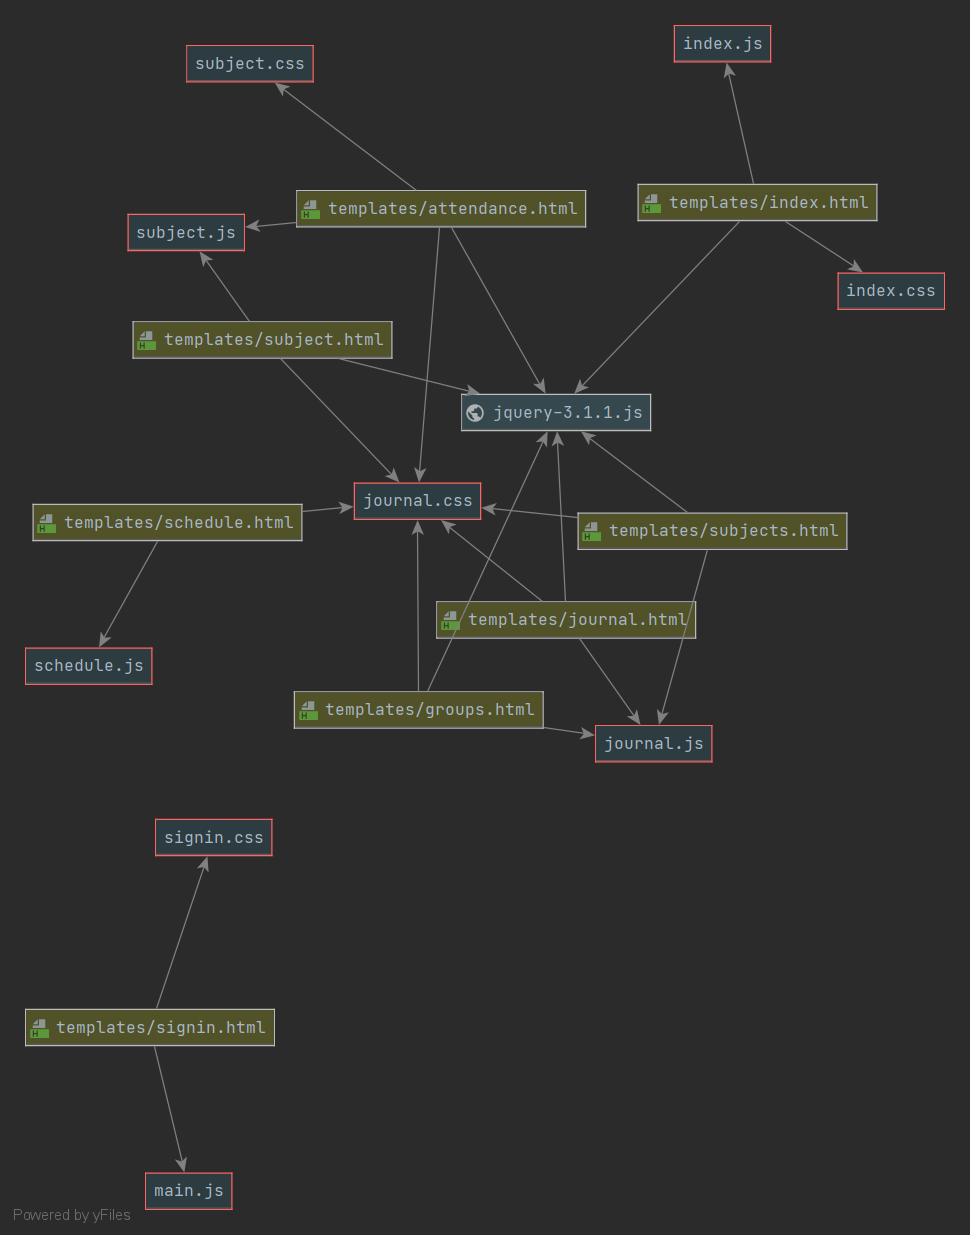 index.js
subject.css
templates/index.html
templates/attendance.html
subject.js
index.css
templates/subject.html
jquery-3.1.1.js
journal.css
templates/schedule.html
templates/subjects.html
templates/journal.html
schedule.js
templates/groups.html
journal.js
signin.css
templates/signin.html
main.js
Powered by yFiles